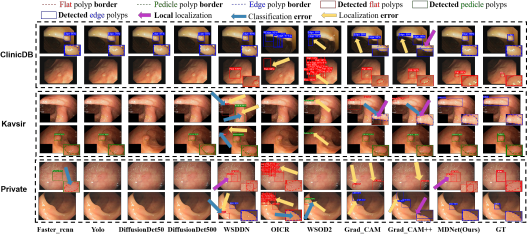 Flat polyp border
Pedicle polyp border
Edge polyp border
Detected flat polyps
Detected pedicle polyps
Detected edge polyps
Local localization
Classification error
Localization error
ClinicDB
Kavsir
Private
Faster_rcnn
Yolo
DiffusionDet50
DiffusionDet500
WSDDN
OICR
WSOD2
Grad_CAM
Grad_CAM++
MDNet(Ours)
GT